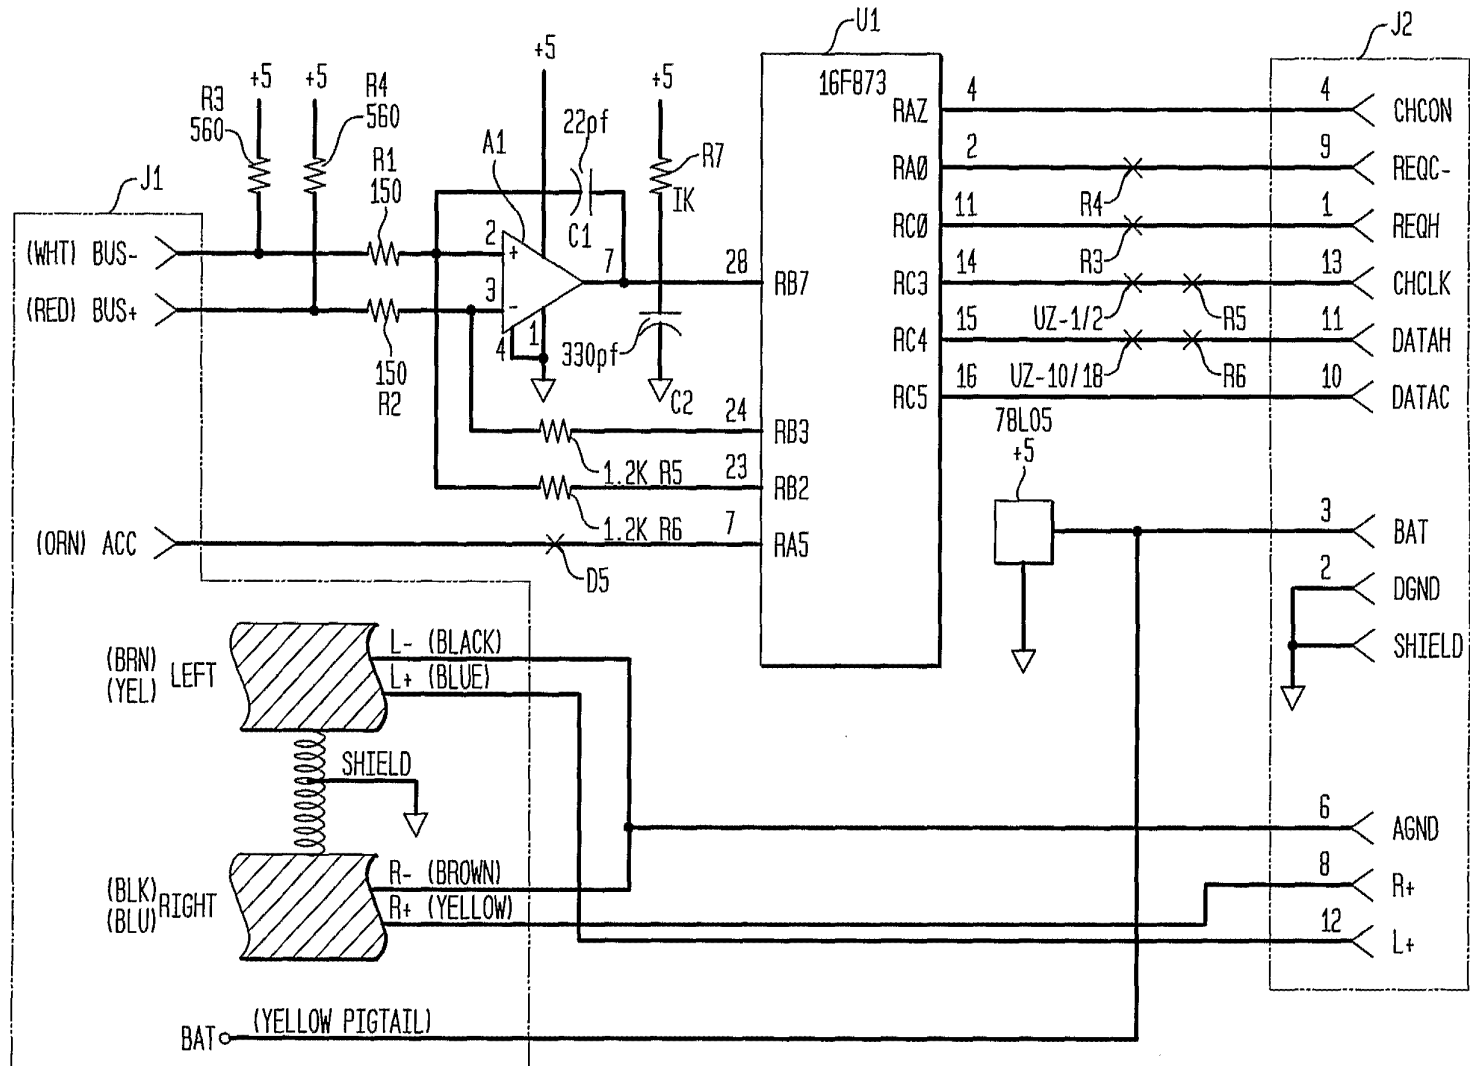 U1
J2
+5
+5
+5
+5
R3
560
R4
560
22pf
16F873
A1
R7
1K
J1
R1
150
C1
RAZ
4
4
CHCON
RA0
2
9
REQC-
R4
(WHT) BUS-
2
+
7
28
RB7
RC0
11
1
REQH
R3
(RED) BUS+
3
-
RC3
14
13
CHCLK
UZ-1/2
R5
4
1
330pf
RC4
15
11
DATAH
UZ-10/18
R6
150
R2
C2
RC5
16
10
DATAC
24
RB3
78L05
+5
1.2K R5
23
RB2
1.2K R6
(ORN) ACC
7
RA5
D5
3
BAT
2
DGND
SHIELD
(BRN)
(YEL)
LEFT
L- (BLACK)
L+ (BLUE)
SHIELD
6
AGND
(BLK)
(BLU)
RIGHT
R- (BROWN)
R+ (YELLOW)
8
R+
12
L+
BAT
(YELLOW PIGTAIL)